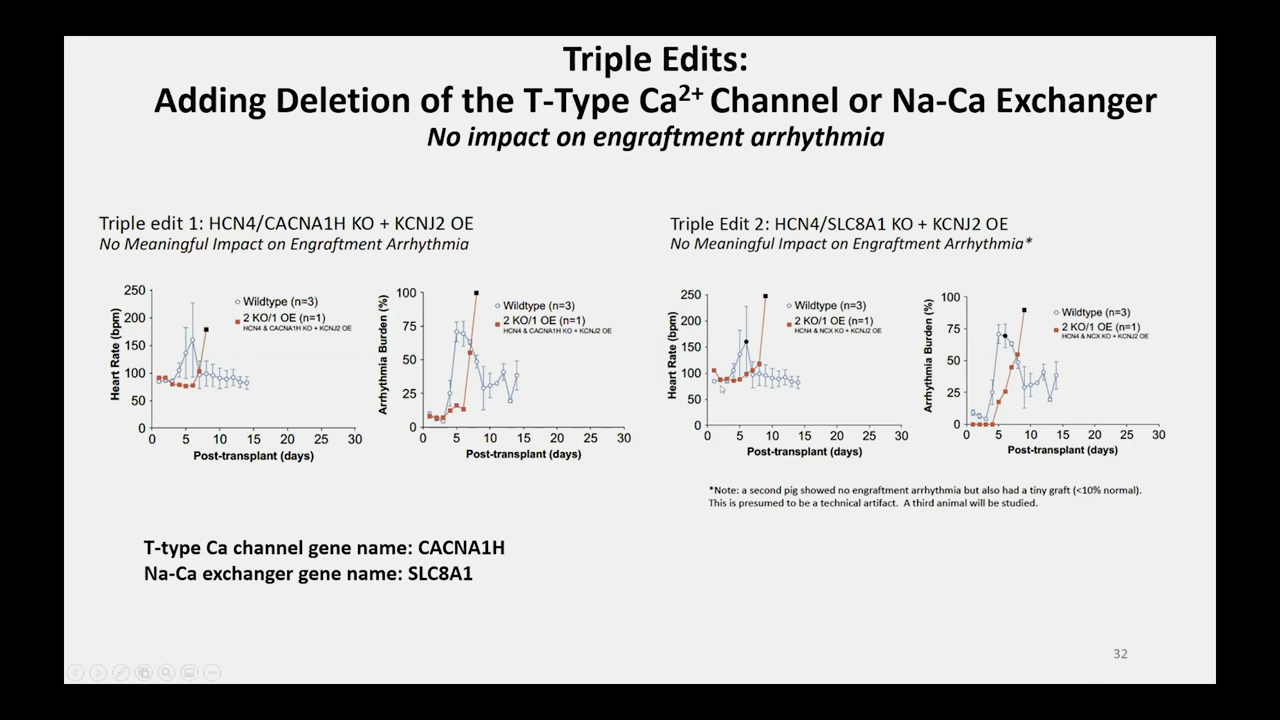 Triple Edits:
Adding Deletion of the T-Type Ca2+ Channel or Na-Ca Exchanger
No impact on engraftment arrhythmia
Triple edit 1: HCN4/CACNA1H KO + KCNJ2 OE
No Meaningful Impact on Engraftment Arrhythmia
250
200
150
100
50
0
Heart Rate (bpm)
0 5 10 15 20 25 30
Post-transplant (days)
Wildtype (n=3)
2 KO/1 OE (n=1)
HCN4 & CACNA1H KO + KCNJ2 OE
100
75
50
25
0
Arrhythmia Burden (%)
0 5 10 15 20 25 30
Post-transplant (days)
Wildtype (n=3)
2 KO/1 OE (n=1)
HCN4 & CACNA1H KO + KCNJ2 OE
Triple Edit 2: HCN4/SLC8A1 KO + KCNJ2 OE
No Meaningful Impact on Engraftment Arrhythmia*
250
200
150
100
50
0
Heart Rate (bpm)
0 5 10 15 20 25 30
Post-transplant (days)
Wildtype (n=3)
2 KO/1 OE (n=1)
HCN4 & NCX KO + KCNJ2 OE
100
75
50
25
0
Arrhythmia Burden (%)
0 5 10 15 20 25 30
Post-transplant (days)
Wildtype (n=3)
2 KO/1 OE (n=1)
HCN4 & NCX KO + KCNJ2 OE
*Note: a second pig showed no engraftment arrhythmia but also had a tiny graft (<10% normal).
This is presumed to be a technical artifact. A third animal will be studied.
T-type Ca channel gene name: CACNA1H
Na-Ca exchanger gene name: SLC8A1
32